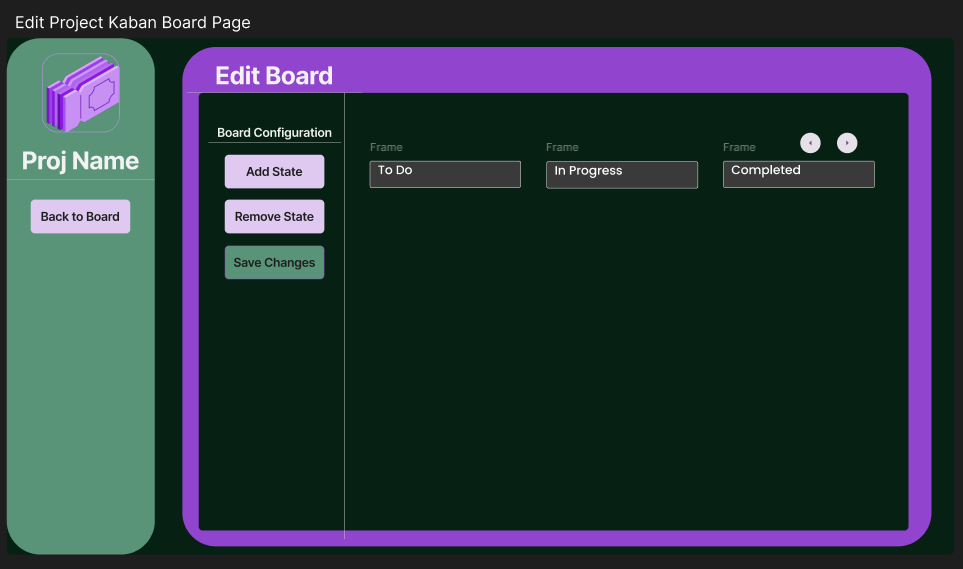 Edit Project Kaban Board Page
Proj Name
Back to Board
Edit Board
Board Configuration
Add State
Remove State
Save Changes
Frame
To Do
Frame
In Progress
Frame
Completed